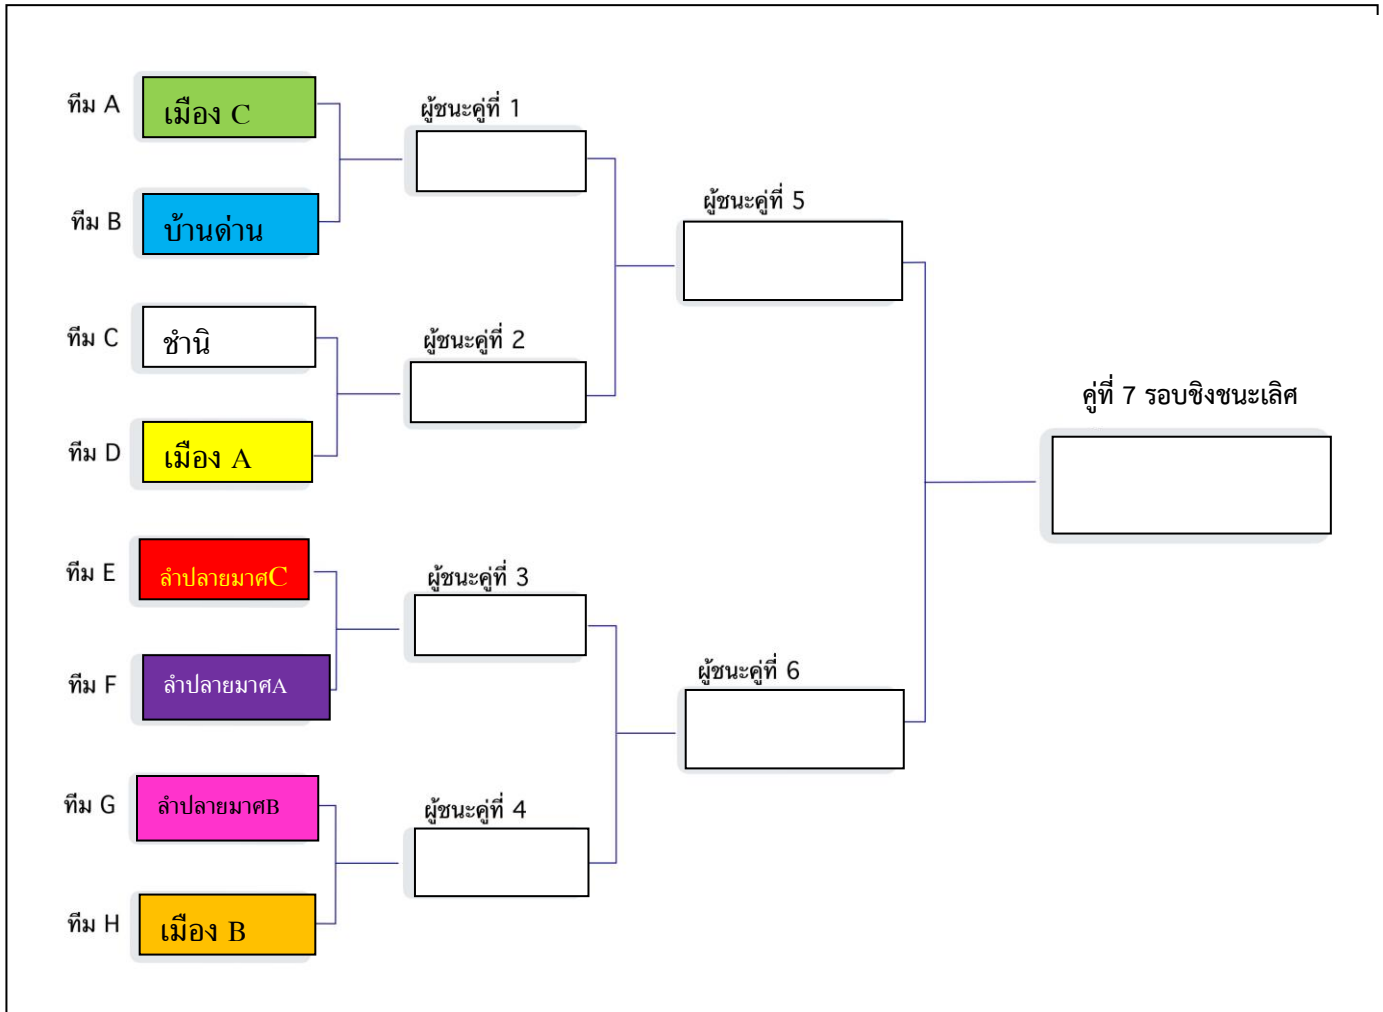 ทีม A
เมือง C
ผู้ชนะคู่ที่ 1
ทีม B
บ้านด่าน
ผู้ชนะคู่ที่ 5
ทีม C
ชำนิ
ผู้ชนะคู่ที่ 2
ทีม D
เมือง A
คู่ที่ 7 รอบชิงชนะเลิศ
ทีม E
ลำปลายมาศC
ผู้ชนะคู่ที่ 3
ทีม F
ลำปลายมาศA
ผู้ชนะคู่ที่ 6
ทีม G
ลำปลายมาศB
ผู้ชนะคู่ที่ 4
ทีม H
เมือง B